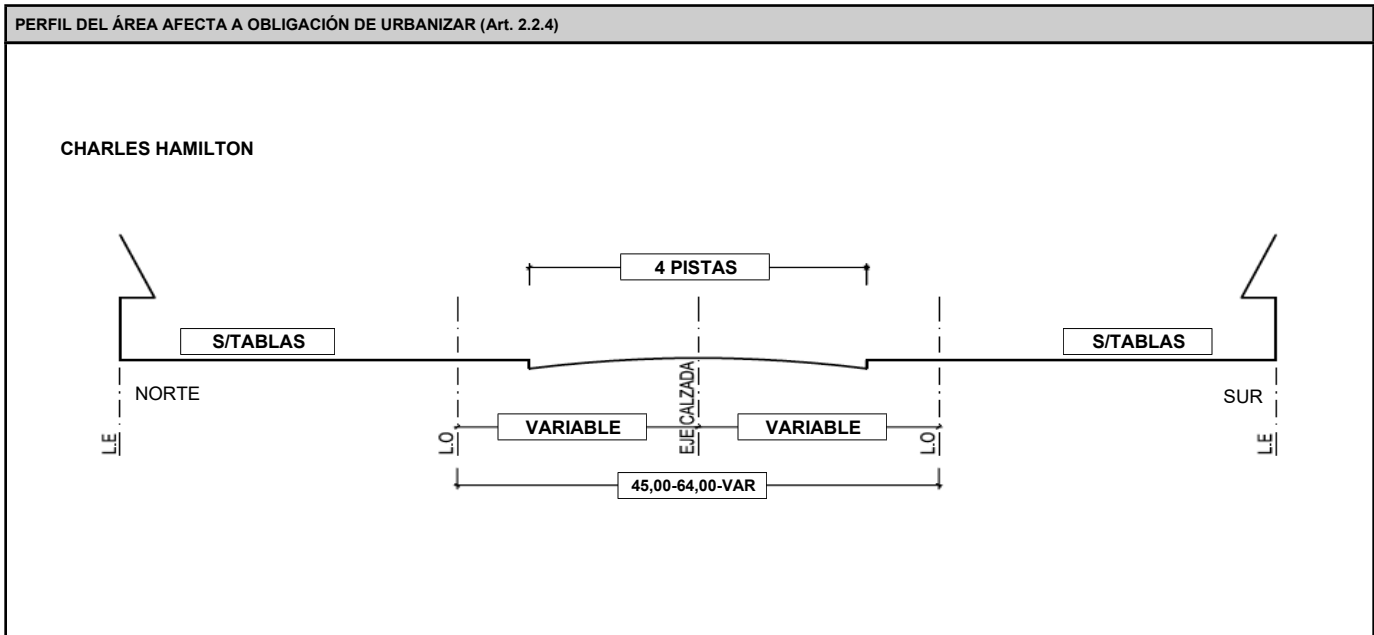 PERFIL DEL ÁREA AFECTA A OBLIGACIÓN DE URBANIZAR (Art. 2.2.4)
CHARLES HAMILTON
4 PISTAS
S/TABLAS
S/TABLAS
NORTE
SUR
VARIABLE
VARIABLE
L.E
L.O
EJE CALZADA
L.O
L.E
45,00-64,00-VAR